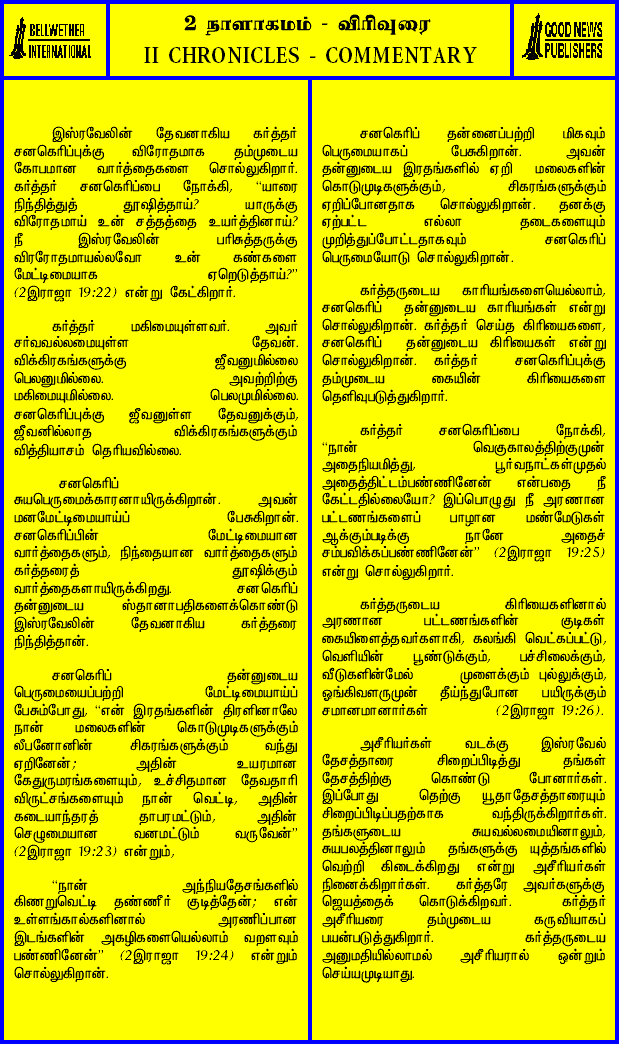 BELLWETHER
INTERNATIONAL
2 நாளாகமம் - விரிவுரை
II CHRONICLES - COMMENTARY
GOOD NEWS
PUBLISHERS
இஸ்ரவேலின் தேவனாகிய கர்த்தர்
சனகெரிப்புக்கு விரோதமாக தம்முடைய
கோபமான வார்த்தைகளை சொல்லுகிறார்.
கர்த்தர் சனகெரிப்பை நோக்கி, “யாரை
நிந்தித்துத் தூஷித்தாய்? யாருக்கு
விரோதமாய் உன் சத்தத்தை உயர்த்தினாய்?
நீ இஸ்ரவேலின் பரிசுத்தருக்கு
விரரோதமாயல்லவோ உன் கண்களை
மேட்டிமையாக ஏறெடுத்தாய்?”
(2இராஜா 19:22) என்று கேட்கிறார்.
கர்த்தர் மகிமையுள்ளவர். அவர்
சர்வவல்லமையுள்ள தேவன்.
விக்கிரகங்களுக்கு ஜீவனுமில்லை
பெலனுமில்லை. அவற்றிற்கு
மகிமையுமில்லை. பெலமுமில்லை.
சனகெரிப்புக்கு ஜீவனுள்ள தேவனுக்கும்,
ஜீவனில்லாத விக்கிரகங்களுக்கும்
வித்தியாசம் தெரியவில்லை.
சனகெரிப்
சுயபெருமைக்காரனாயிருக்கிறான். அவன்
மனமேட்டிமையாய்ப் பேசுகிறான்.
சனகெரிப்பின் மேட்டிமையான
வார்த்தைகளும், நிந்தையான வார்த்தைகளும்
கர்த்தரைத் தூஷிக்கும்
வார்த்தைகளாயிருக்கிறது. சனகெரிப்
தன்னுடைய ஸ்தானாபதிகளைக்கொண்டு
இஸ்ரவேலின் தேவனாகிய கர்த்தரை
நிந்தித்தான்.
சனகெரிப் தன்னுடைய
பெருமையைப்பற்றி மேட்டிமையாய்ப்
பேசும்போது, “என் இரதங்களின் திரளினாலே
நான் மலைகளின் கொடுமுடிகளுக்கும்
லீபனோனின் சிகரங்களுக்கும் வந்து
ஏறினேன்; அதின் உயரமான
கேதுருமரங்களையும், உச்சிதமான தேவதாரி
விருட்சங்களையும் நான் வெட்டி, அதின்
கடையாந்தரத் தாபரமட்டும், அதின்
செழுமையான வனமட்டும் வருவேன்”
(2இராஜா 19:23) என்றும்,
“நான் அந்நியதேசங்களில்
கிணறுவெட்டி தண்ணீர் குடித்தேன்; என்
உள்ளங்கால்களினால் அரணிப்பான
இடங்களின் அகழிகளையெல்லாம் வறளவும்
பண்ணினேன்” (2இராஜா 19:24) என்றும்
சொல்லுகிறான்.
சனகெரிப் தன்னைப்பற்றி மிகவும்
பெருமையாகப் பேசுகிறான். அவன்
தன்னுடைய இரதங்களில் ஏறி மலைகளின்
கொடுமுடிகளுக்கும், சிகரங்களுக்கும்
ஏறிப்போனதாக சொல்லுகிறான். தனக்கு
ஏற்பட்ட எல்லா தடைகளையும்
முறித்துப்போட்டதாகவும் சனகெரிப்
பெருமையோடு சொல்லுகிறான்.
கர்த்தருடைய காரியங்களையெல்லாம்,
சனகெரிப் தன்னுடைய காரியங்கள் என்று
சொல்லுகிறான். கர்த்தர் செய்த கிரியைகளை,
சனகெரிப் தன்னுடைய கிரியைகள் என்று
சொல்லுகிறான். கர்த்தர் சனகெரிப்புக்கு
தம்முடைய கையின் கிரியைகளை
தெளிவுபடுத்துகிறார்.
கர்த்தர் சனகெரிப்பை நோக்கி,
“நான் வெகுகாலத்திற்குமுன்
அதைநியமித்து, பூர்வநாட்கள்முதல்
அதைத்திட்டம்பண்ணினேன் என்பதை நீ
கேட்டதில்லையோ? இப்பொழுது நீ அரணான
பட்டணங்களைப் பாழான மண்மேடுகள்
ஆக்கும்படிக்கு நானே அதைச்
சம்பவிக்கப்பண்ணினேன்” (2இராஜா 19:25)
என்று சொல்லுகிறார்.
கர்த்தருடைய கிரியைகளினால்
அரணான பட்டணங்களின் குடிகள்
கையிளைத்தவர்களாகி, கலங்கி வெட்கப்பட்டு,
வெளியின் பூண்டுக்கும், பச்சிலைக்கும்,
வீடுகளின்மேல் முளைக்கும் புல்லுக்கும்,
ஓங்கிவளருமுன் தீய்ந்துபோன பயிருக்கும்
சமானமானார்கள் (2இராஜா 19:26).
அசீரியர்கள் வடக்கு இஸ்ரவேல்
தேசத்தாரை சிறைப்பிடித்து தங்கள்
தேசத்திற்கு கொண்டு போனார்கள்.
இப்போது தெற்கு யூதாதேசத்தாரையும்
சிறைப்பிடிப்பதற்காக வந்திருக்கிறார்கள்.
தங்களுடைய சுயவல்லமையினாலும்,
சுயபலத்தினாலும் தங்களுக்கு யுத்தங்களில்
வெற்றி கிடைக்கிறது என்று அசீரியர்கள்
நினைக்கிறார்கள். கர்த்தரே அவர்களுக்கு
ஜெயத்தைக் கொடுக்கிறவர். கர்த்தர்
அசீரியரை தம்முடைய கருவியாகப்
பயன்படுத்துகிறார். கர்த்தருடைய
அனுமதியில்லாமல் அசீரியரால் ஒன்றும்
செய்யமுடியாது.